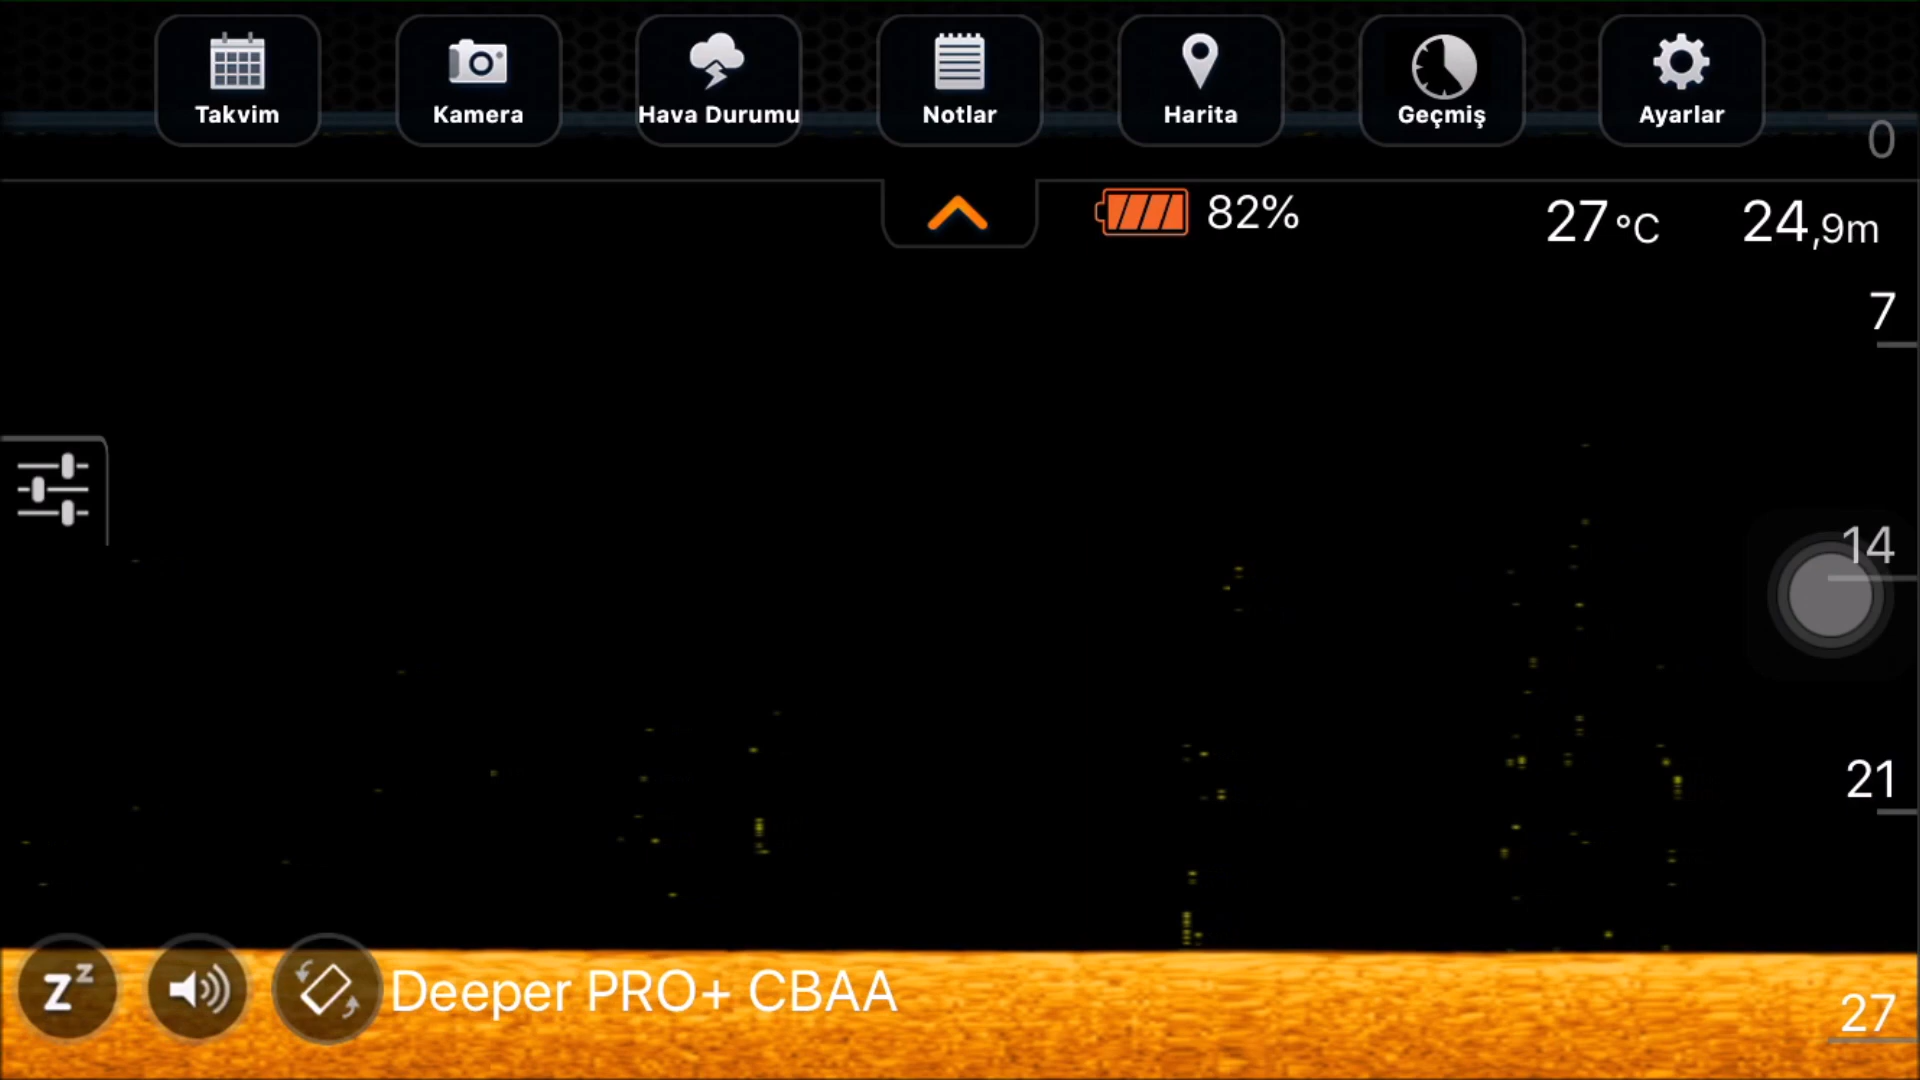 Takvim
Kamera
Hava Durumu
Notlar
Harita
Geçmiş
Ayarlar
0
82%
27°C
24,9m
7
14
21
zz
Deeper PRO+ CBAA
27